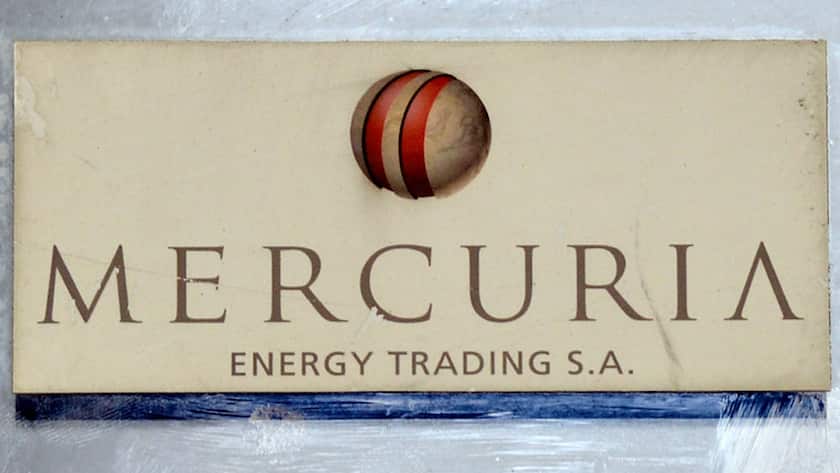 MERCURIA
ENERGY TRADING S.A.